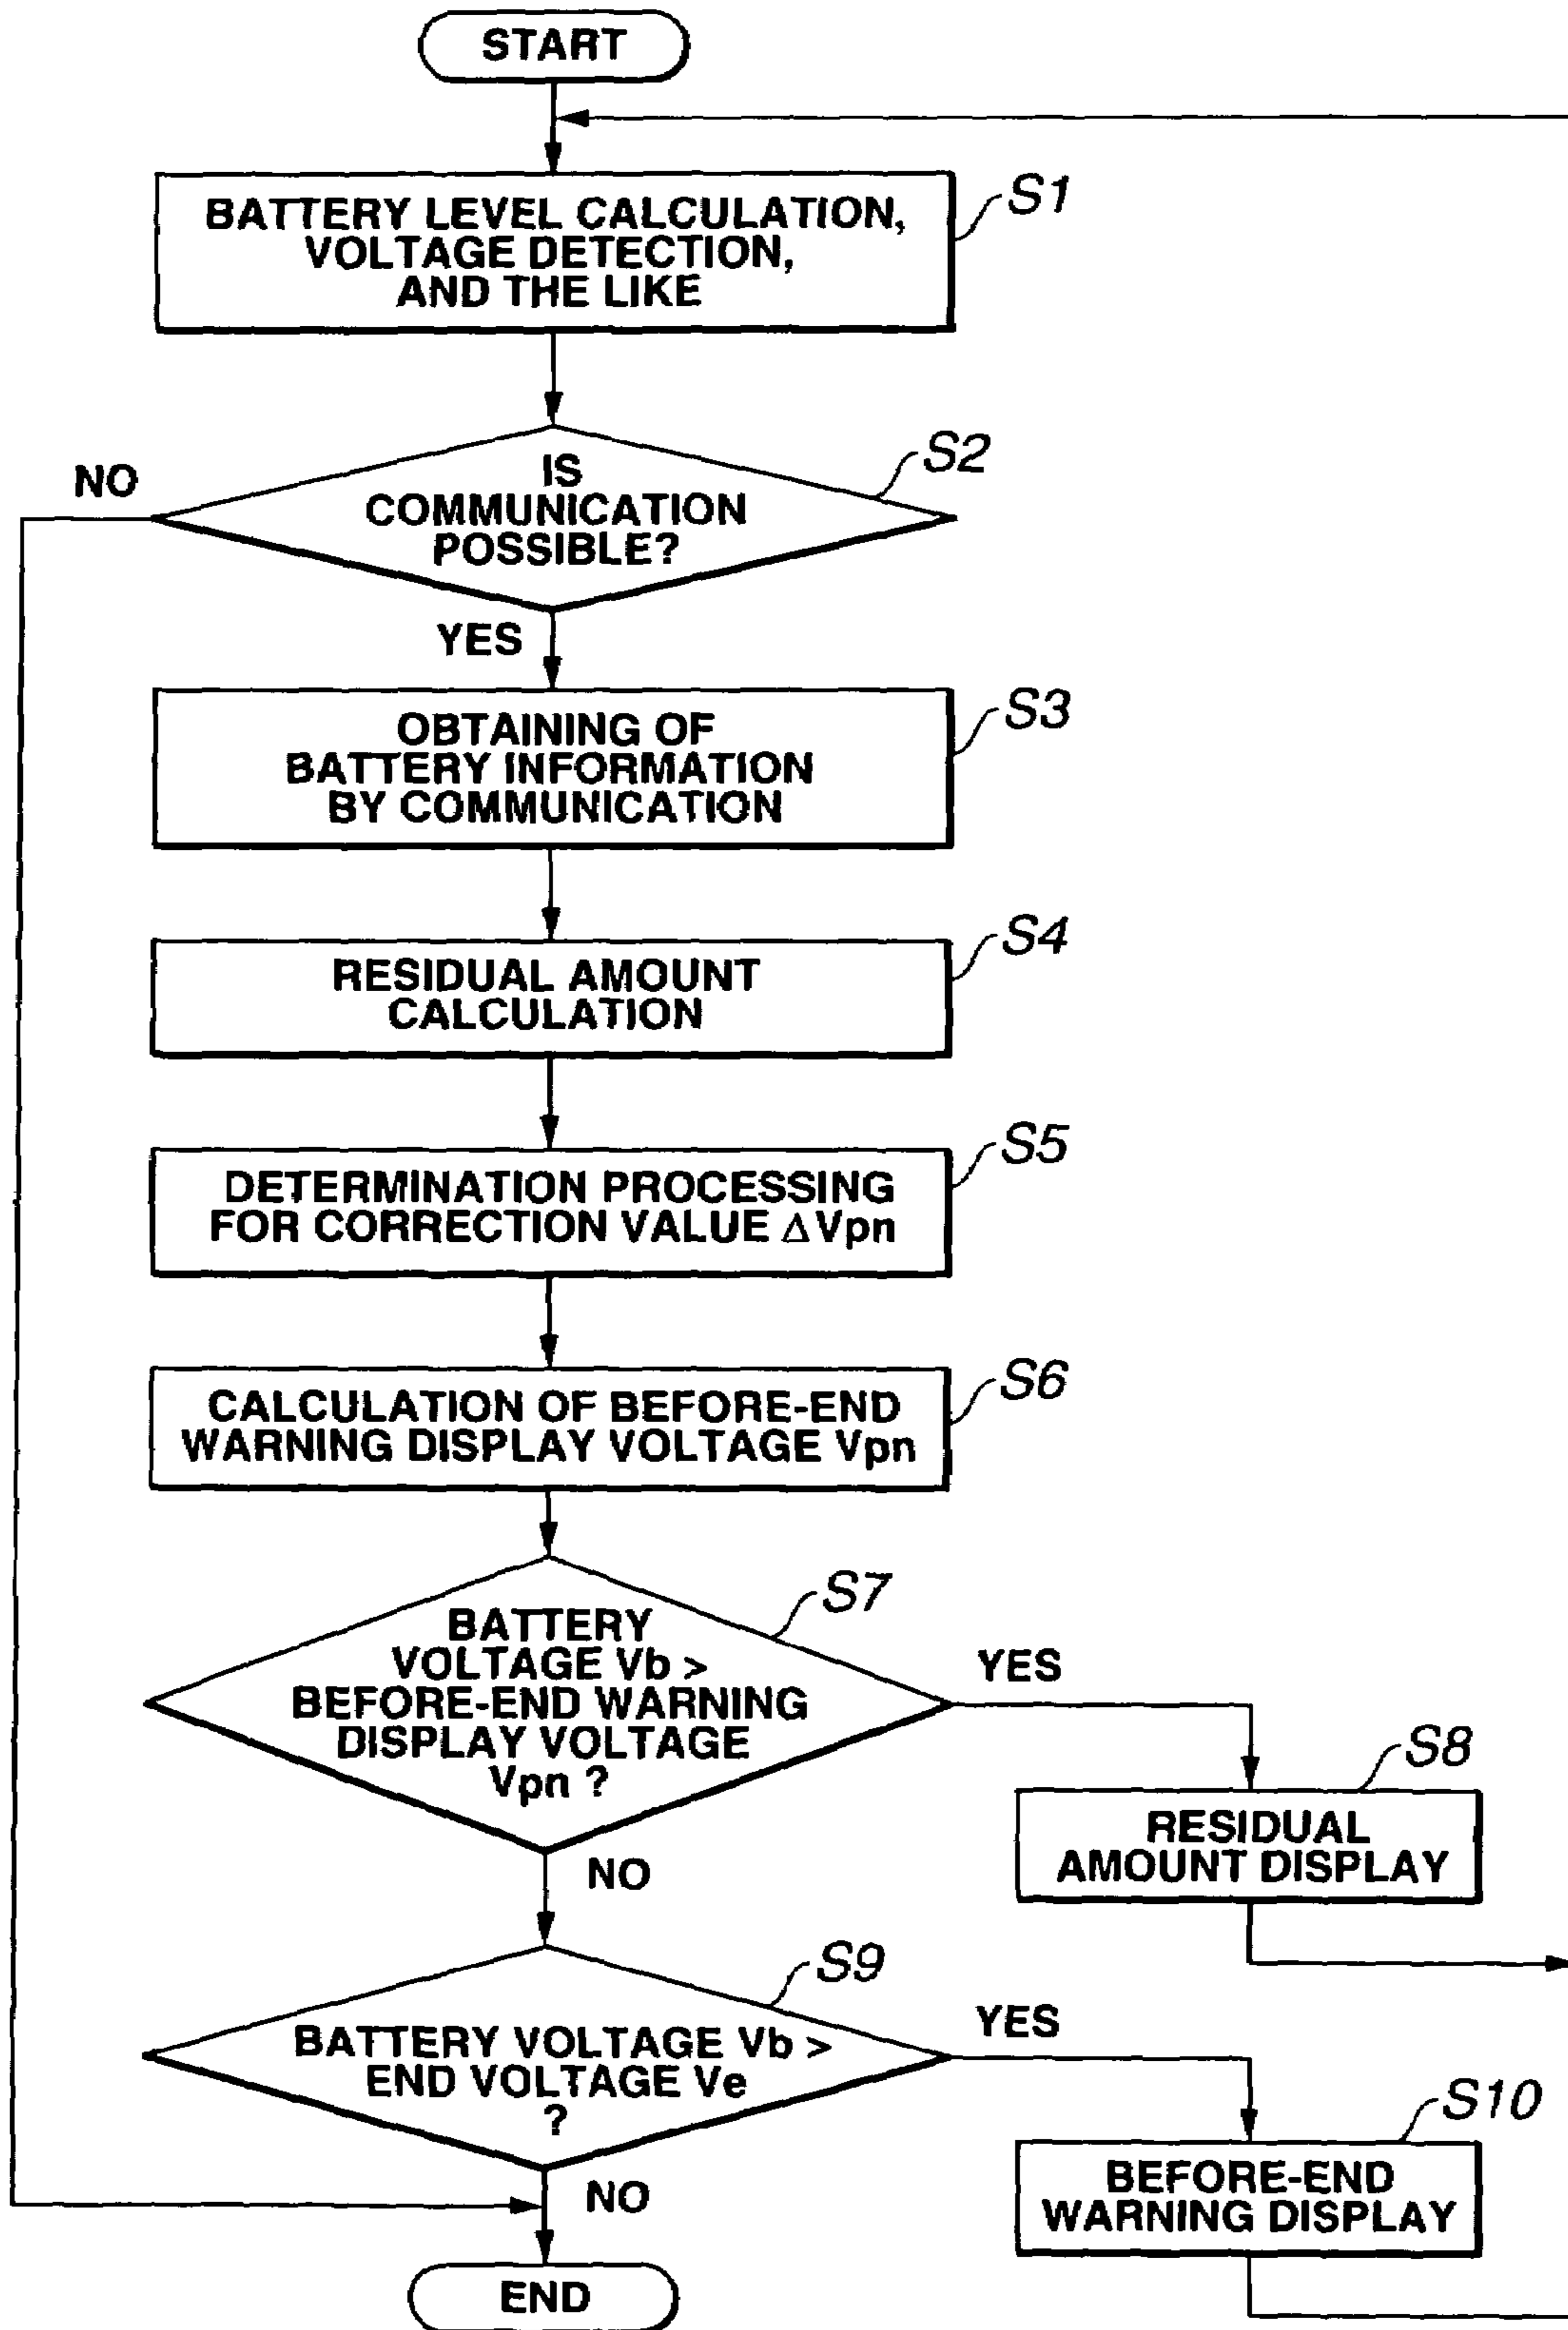 START
BATTERY LEVEL CALCULATION,
VOLTAGE DETECTION,
AND THE LIKE
S1
IS
COMMUNICATION
POSSIBLE?
S2
NO
YES
OBTAINING OF
BATTERY INFORMATION
BY COMMUNICATION
S3
RESIDUAL AMOUNT
CALCULATION
S4
DETERMINATION PROCESSING
FOR CORRECTION VALUE ΔVpn
S5
CALCULATION OF BEFORE-END
WARNING DISPLAY VOLTAGE Vpn
S6
BATTERY
VOLTAGE Vb >
BEFORE-END WARNING
DISPLAY VOLTAGE
Vpn ?
S7
YES
NO
RESIDUAL
AMOUNT DISPLAY
S8
BATTERY VOLTAGE Vb >
END VOLTAGE Ve
?
S9
YES
NO
BEFORE-END
WARNING DISPLAY
S10
END